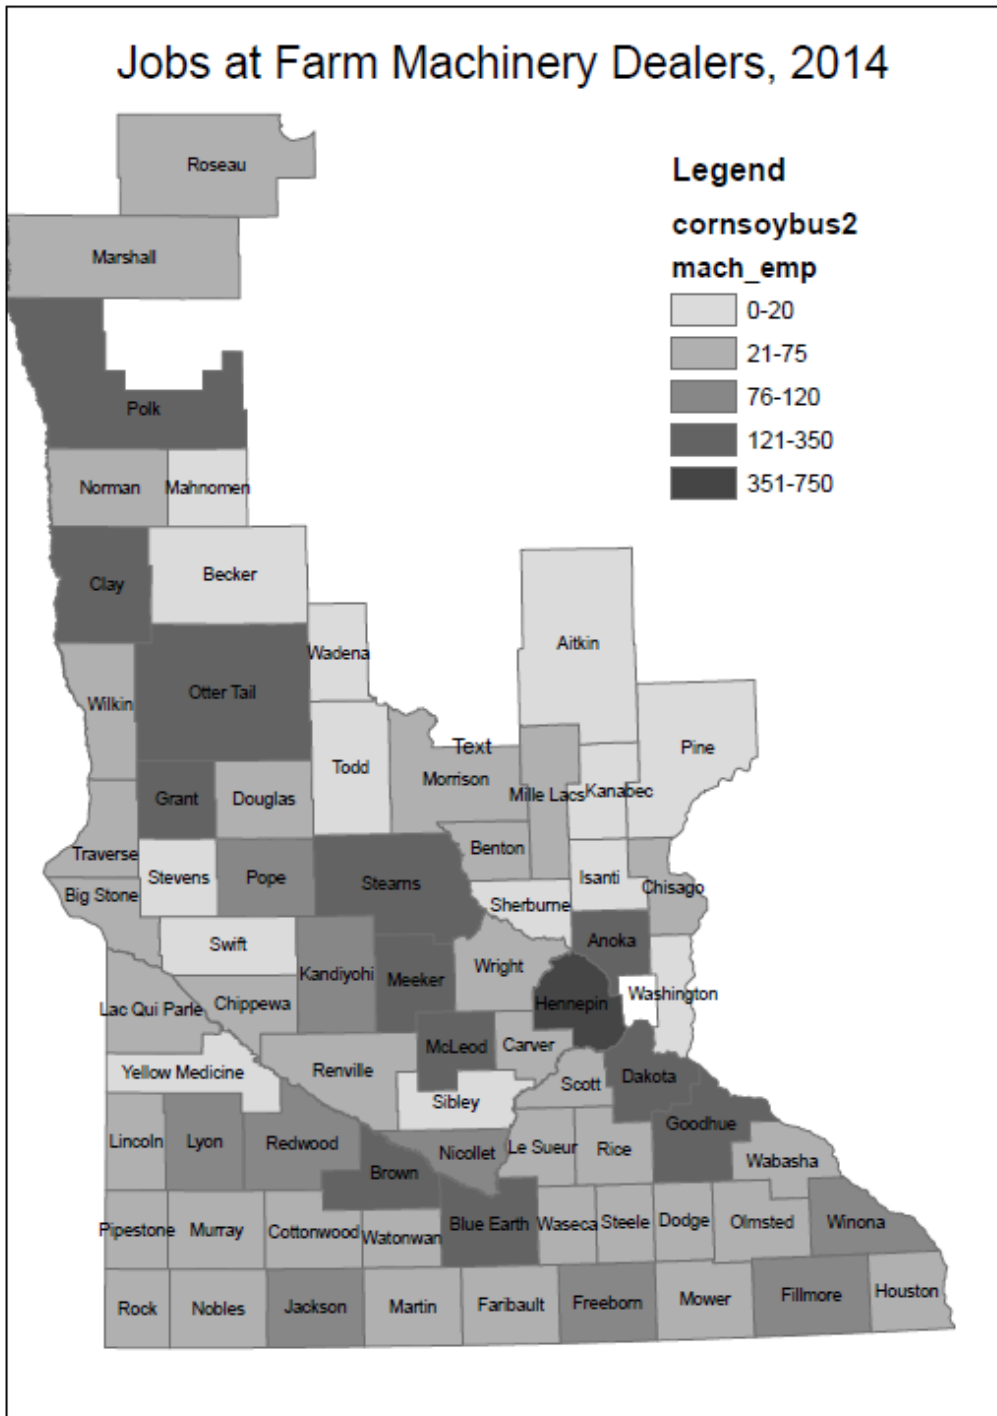 Jobs at Farm Machinery Dealers, 2014
Legend
cornsoybus2
mach_emp
0-20
21-75
76-120
121-350
351-750
Roseau
Marshall
Polk
Norman
Mahnomen
Clay
Becker
Wadena
Aitkin
Wilkin
Otter Tail
Text
Pine
Todd
Morrison
Mille Lacs
Kanabec
Grant
Douglas
Traverse
Benton
Stevens
Pope
Stearns
Isanti
Chisago
Big Stone
Sherburne
Swift
Anoka
Kandiyohi
Meeker
Wright
Washington
Lac Qui Parle
Chippewa
Hennepin
McLeod
Carver
Yellow Medicine
Renville
Scott
Dakota
Sibley
Goodhue
Lincoln
Lyon
Redwood
Nicollet
Le Sueur
Rice
Wabasha
Brown
Pipestone
Murray
Cottonwood
Watonwan
Blue Earth
Waseca
Steele
Dodge
Olmsted
Winona
Rock
Nobles
Jackson
Martin
Faribault
Freeborn
Mower
Fillmore
Houston